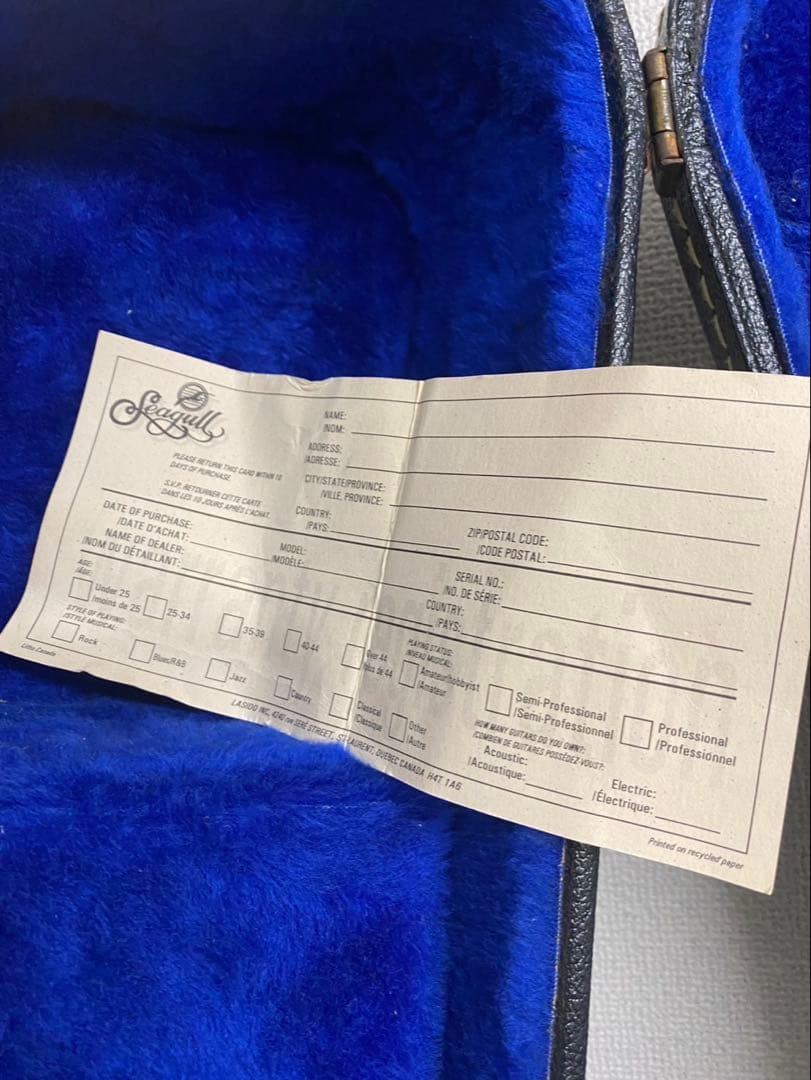 Seagull
PLEASE RETURN THIS CARD WITHIN 10
DAYS OF PURCHASE.
S.V.P. RETOURNER CETTE CARTE
DANS LES 10 JOURS APRÈS L'ACHAT.
NAME:
/NOM:
ADDRESS:
/ADRESSE:
CITY/STATE/PROVINCE:
/VILLE, PROVINCE:
COUNTRY:
/PAYS:
ZIP/POSTAL CODE:
/CODE POSTAL:
DATE OF PURCHASE:
/DATE D'ACHAT:
MODEL:
/MODÈLE:
SERIAL NO.:
/NO. DE SÉRIE:
NAME OF DEALER:
/NOM DU DÉTAILLANT:
COUNTRY:
/PAYS:
AGE:
/ÂGE:
Under 25
/moins de 25
25-34
35-39
40-44
over 44
/plus de 44
PLAYING STATUS:
/NIVEAU MUSICAL:
Amateur/hobbyist
/Amateur
Semi-Professional
/Semi-Professionnel
Professional
/Professionnel
STYLE OF PLAYING:
/STYLE MUSICAL:
Rock
Blues/R&B
Jazz
Country
Classical
/Classique
Other
/Autre
HOW MANY GUITARS DO YOU OWN?:
/COMBIEN DE GUITARES POSSÉDEZ-VOUS?:
Acoustic:
/Acoustique:
Electric:
/Électrique:
Litho Canada
LASIDO INC, 4240 rue SERÉ STREET, ST-LAURENT, QUEBEC CANADA H4T 1A6
Printed on recycled paper